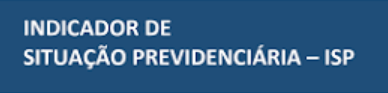 INDICADOR DE
SITUAÇÃO PREVIDENCIÁRIA – ISP